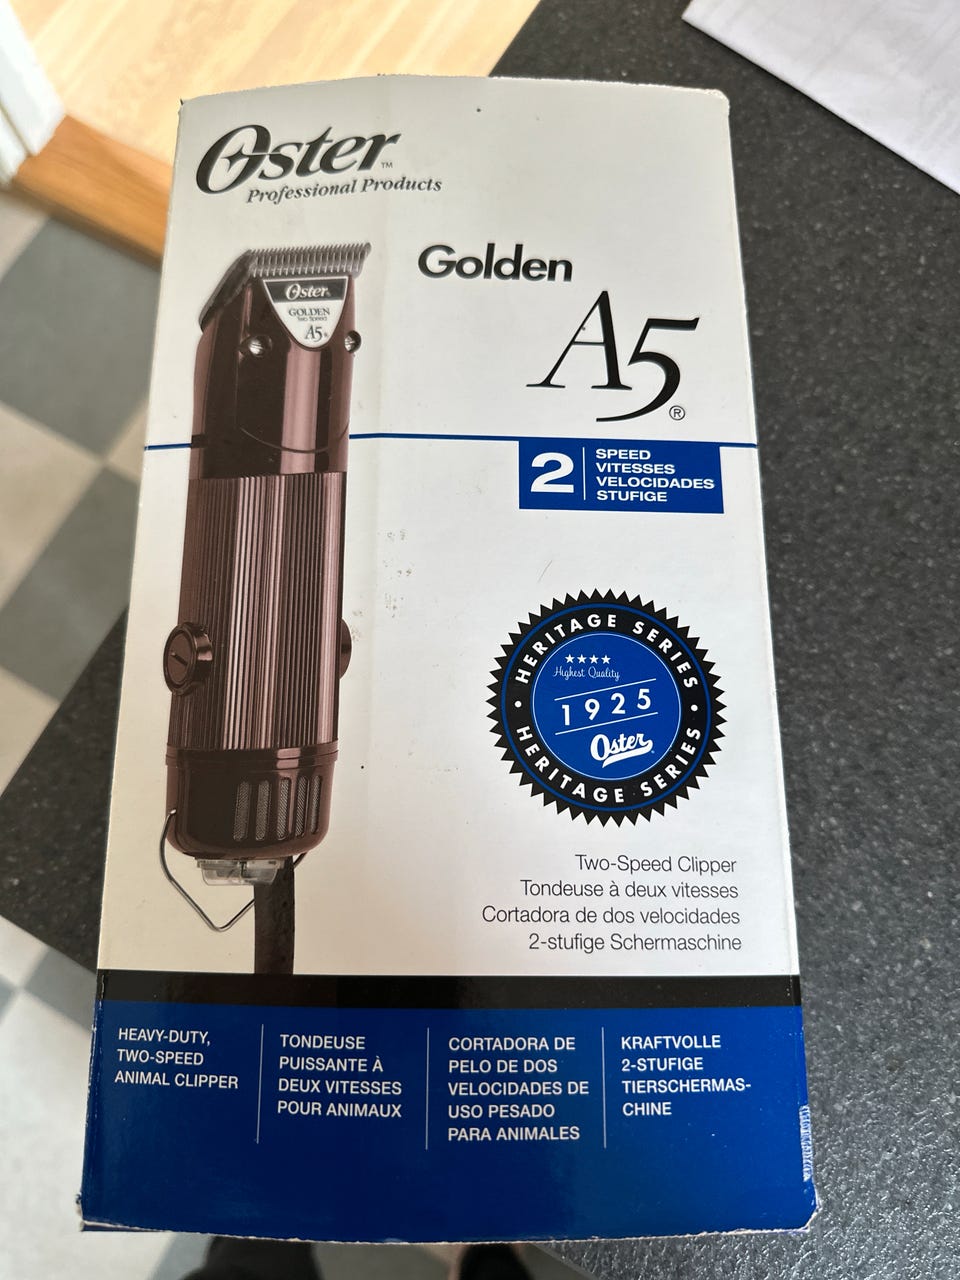 Oster™
Professional Products
Golden
A5®
Oster
GOLDEN
Two Speed
A5®
2
SPEED
VITESSES
VELOCIDADES
STUFIGE
HERITAGE SERIES
★★★★
Highest Quality
1925
Oster
HERITAGE SERIES
Two-Speed Clipper
Tondeuse à deux vitesses
Cortadora de dos velocidades
2-stufige Schermaschine
HEAVY-DUTY,
TWO-SPEED
ANIMAL CLIPPER
TONDEUSE
PUISSANTE À
DEUX VITESSES
POUR ANIMAUX
CORTADORA DE
PELO DE DOS
VELOCIDADES DE
USO PESADO
PARA ANIMALES
KRAFTVOLLE
2-STUFIGE
TIERSCHERMAS-
CHINE